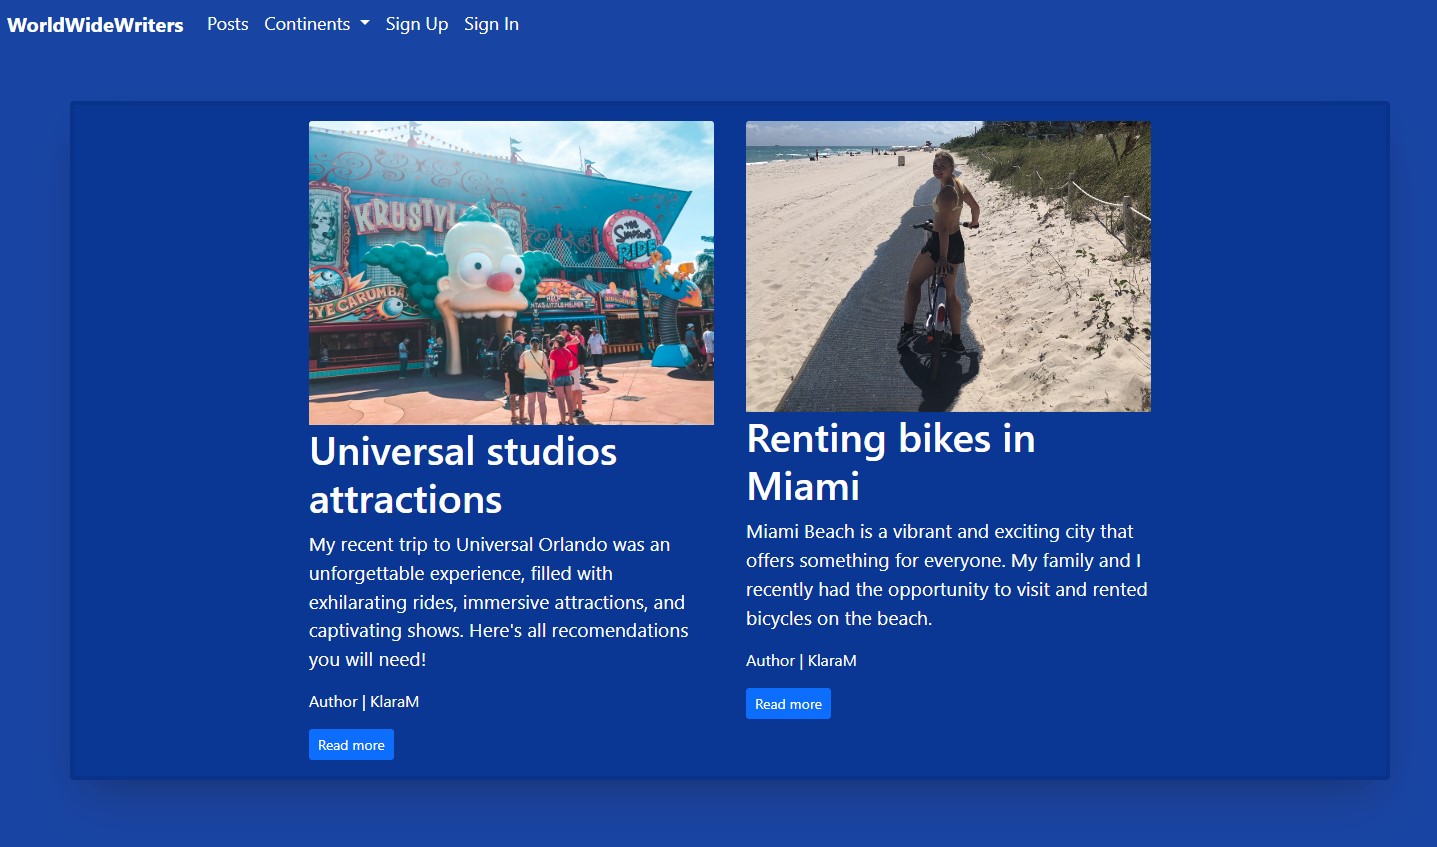 WorldWideWriters Posts Continents Sign Up Sign In
KRUSTYL
THE
Simpsons
RIDE
EYE CARUMBA
Universal studios
attractions
My recent trip to Universal Orlando was an
unforgettable experience, filled with
exhilarating rides, immersive attractions, and
captivating shows. Here's all recomendations
you will need!
Author | KlaraM
Read more
Renting bikes in
Miami
Miami Beach is a vibrant and exciting city that
offers something for everyone. My family and I
recently had the opportunity to visit and rented
bicycles on the beach.
Author | KlaraM
Read more